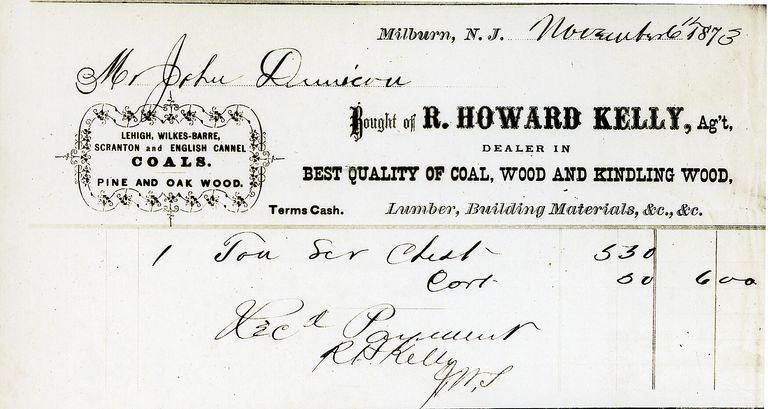 Milburn, N. J. November 6th 1873
Mr John
LEHIGH, WILKES-BARRE,
SCRANTON and ENGLISH CANNEL
COALS.
PINE AND OAK WOOD.
Bought of R. HOWARD KELLY, Ag't,
DEALER IN
BEST QUALITY OF COAL, WOOD AND KINDLING WOOD,
Terms Cash. Lumber, Building Materials, &c., &c.
1 Ton Scr Chest 5 50
Cart 50 6 00
Rec'd Payment
R H Kelly
J W S